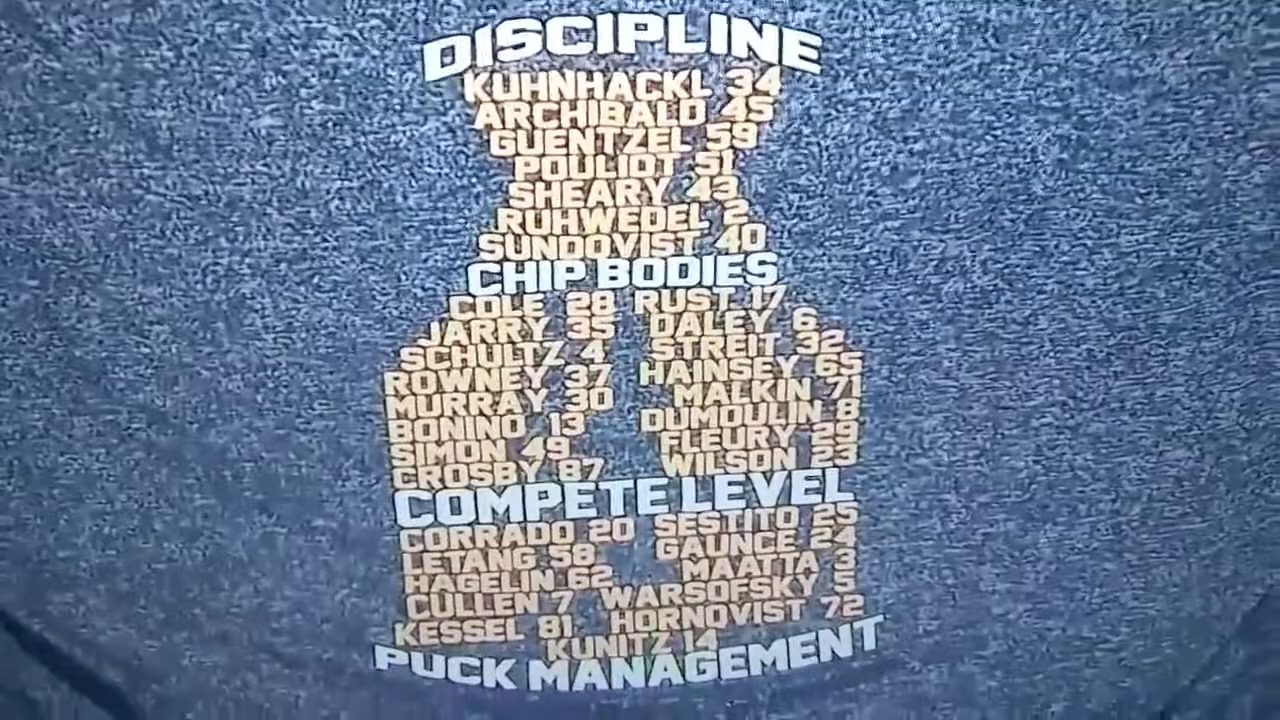 DISCIPLINE
KUHNHACKL 34
ARCHIBALD 45
GUENTZEL 59
POULIOT 51
SHEARY 43
RUHWEDEL 2
SUNDQVIST 40
CHIP BODIES
COLE 28 RUST 17
JARRY 35 DALEY 6
SCHULTZ 4 STREIT 32
ROWNEY 37 HAINSEY 65
MURRAY 30 MALKIN 71
BONINO 13 DUMOULIN 8
SIMON 49 FLEURY 29
CROSBY 87 WILSON 23
COMPETE LEVEL
CORRADO 20 SESTITO 25
LETANG 58 GAUNCE 24
HAGELIN 62 MAATTA 3
CULLEN 7 WARSOFSKY 5
KESSEL 81 HORNQVIST 72
KUNITZ 14
PUCK MANAGEMENT